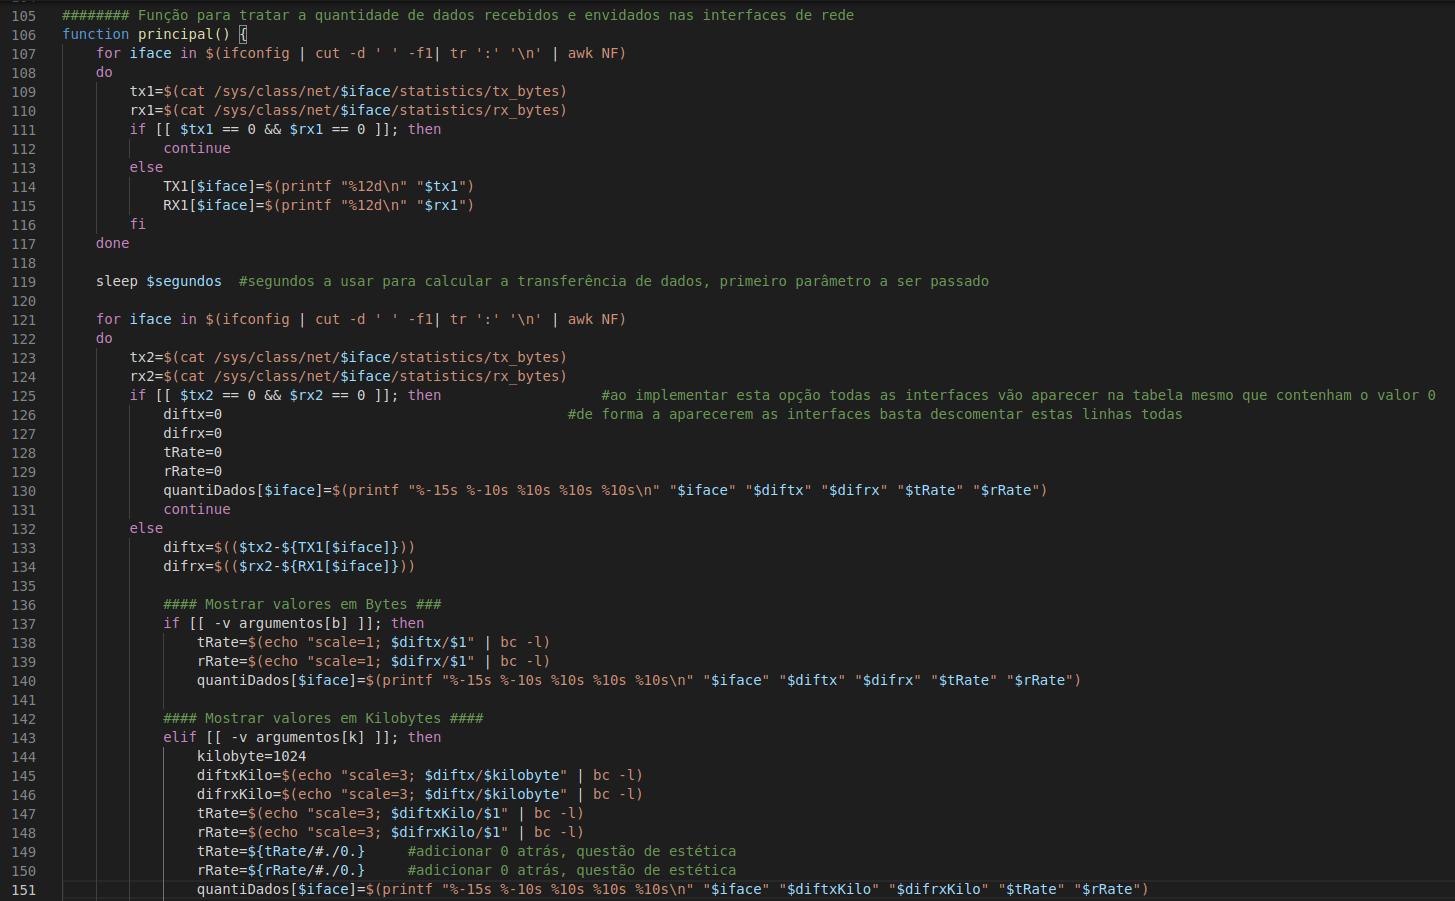 105 ######## Função para tratar a quantidade de dados recebidos e envidados nas interfaces de rede
106 function principal() {
107 for iface in $(ifconfig | cut -d ' ' -f1| tr ':' '\n' | awk NF)
108 do
109 tx1=$(cat /sys/class/net/$iface/statistics/tx_bytes)
110 rx1=$(cat /sys/class/net/$iface/statistics/rx_bytes)
111 if [[ $tx1 == 0 && $rx1 == 0 ]]; then
112 continue
113 else
114 TX1[$iface]=$(printf "%12d\n" "$tx1")
115 RX1[$iface]=$(printf "%12d\n" "$rx1")
116 fi
117 done
118
119 sleep $segundos #segundos a usar para calcular a transferência de dados, primeiro parâmetro a ser passado
120
121 for iface in $(ifconfig | cut -d ' ' -f1| tr ':' '\n' | awk NF)
122 do
123 tx2=$(cat /sys/class/net/$iface/statistics/tx_bytes)
124 rx2=$(cat /sys/class/net/$iface/statistics/rx_bytes)
125 if [[ $tx2 == 0 && $rx2 == 0 ]]; then #ao implementar esta opção todas as interfaces vão aparecer na tabela mesmo que contenham o valor 0
126 diftx=0 #de forma a aparecerem as interfaces basta descomentar estas linhas todas
127 difrx=0
128 tRate=0
129 rRate=0
130 quantiDados[$iface]=$(printf "%-15s %-10s %10s %10s %10s\n" "$iface" "$diftx" "$difrx" "$tRate" "$rRate")
131 continue
132 else
133 diftx=$(($tx2-${TX1[$iface]}))
134 difrx=$(($rx2-${RX1[$iface]}))
135
136 #### Mostrar valores em Bytes ###
137 if [[ -v argumentos[b] ]]; then
138 tRate=$(echo "scale=1; $diftx/$1" | bc -l)
139 rRate=$(echo "scale=1; $difrx/$1" | bc -l)
140 quantiDados[$iface]=$(printf "%-15s %-10s %10s %10s %10s\n" "$iface" "$diftx" "$difrx" "$tRate" "$rRate")
141
142 #### Mostrar valores em Kilobytes ####
143 elif [[ -v argumentos[k] ]]; then
144 kilobyte=1024
145 diftxKilo=$(echo "scale=3; $diftx/$kilobyte" | bc -l)
146 difrxKilo=$(echo "scale=3; $diftx/$kilobyte" | bc -l)
147 tRate=$(echo "scale=3; $diftxKilo/$1" | bc -l)
148 rRate=$(echo "scale=3; $difrxKilo/$1" | bc -l)
149 tRate=${tRate/#./0.} #adicionar 0 atrás, questão de estética
150 rRate=${rRate/#./0.} #adicionar 0 atrás, questão de estética
151 quantiDados[$iface]=$(printf "%-15s %-10s %10s %10s %10s\n" "$iface" "$diftxKilo" "$difrxKilo" "$tRate" "$rRate")